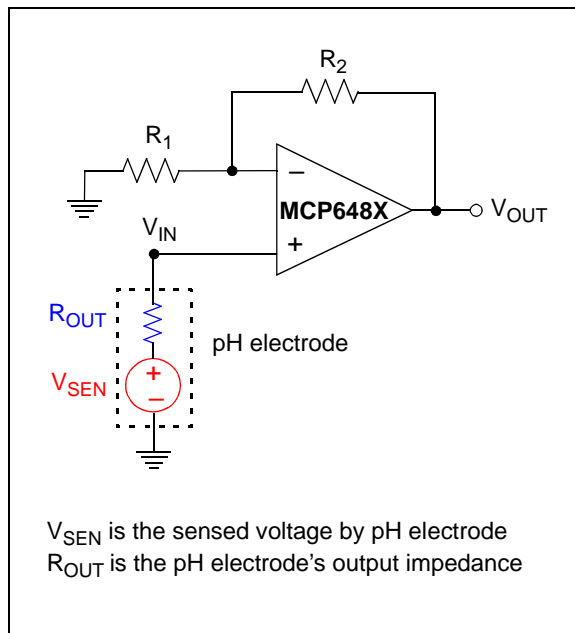 R2
R1
−
MCP648X
VOUT
VIN
+
ROUT
pH electrode
+
VSEN
−
VSEN is the sensed voltage by pH electrode
ROUT is the pH electrode's output impedance